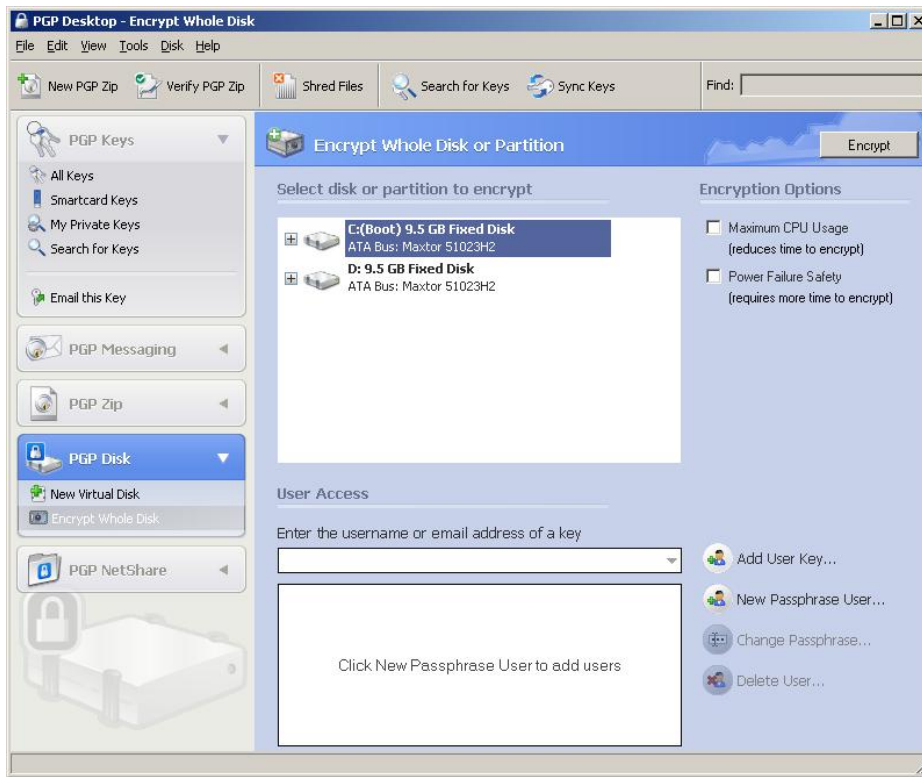 PGP Desktop - Encrypt Whole Disk
File Edit View Tools Disk Help
New PGP Zip Verify PGP Zip Shred Files Search for Keys Sync Keys Find:
PGP Keys
All Keys
Smartcard Keys
My Private Keys
Search for Keys
Email this Key
PGP Messaging
PGP Zip
PGP Disk
New Virtual Disk
Encrypt Whole Disk
PGP NetShare
Encrypt Whole Disk or Partition
Encrypt
Select disk or partition to encrypt
C:(Boot) 9.5 GB Fixed Disk
ATA Bus: Maxtor 51023H2
D: 9.5 GB Fixed Disk
ATA Bus: Maxtor 51023H2
Encryption Options
Maximum CPU Usage
(reduces time to encrypt)
Power Failure Safety
(requires more time to encrypt)
User Access
Enter the username or email address of a key
Click New Passphrase User to add users
Add User Key...
New Passphrase User...
Change Passphrase...
Delete User...